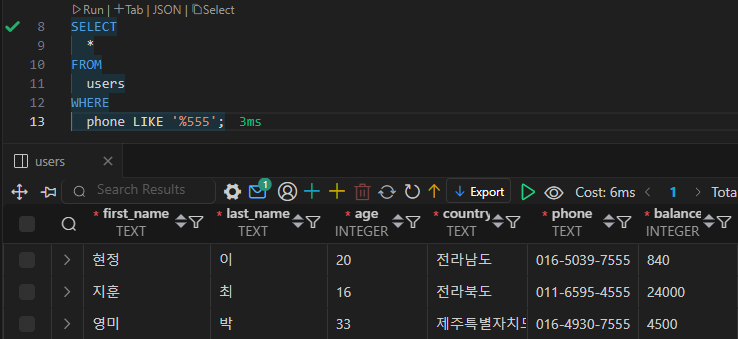 Run | +Tab | JSON | Select
8 SELECT
9 *
10 FROM
11 users
12 WHERE
13 phone LIKE '%555'; 3ms
users
Search Results 1 Export Cost: 6ms 1 Tota
* first_name * last_name * age * country * phone * balance
TEXT TEXT INTEGER TEXT TEXT INTEGER
현정 이 20 전라남도 016-5039-7555 840
지훈 최 16 전라북도 011-6595-4555 24000
영미 박 33 제주특별자치도 016-4930-7555 4500